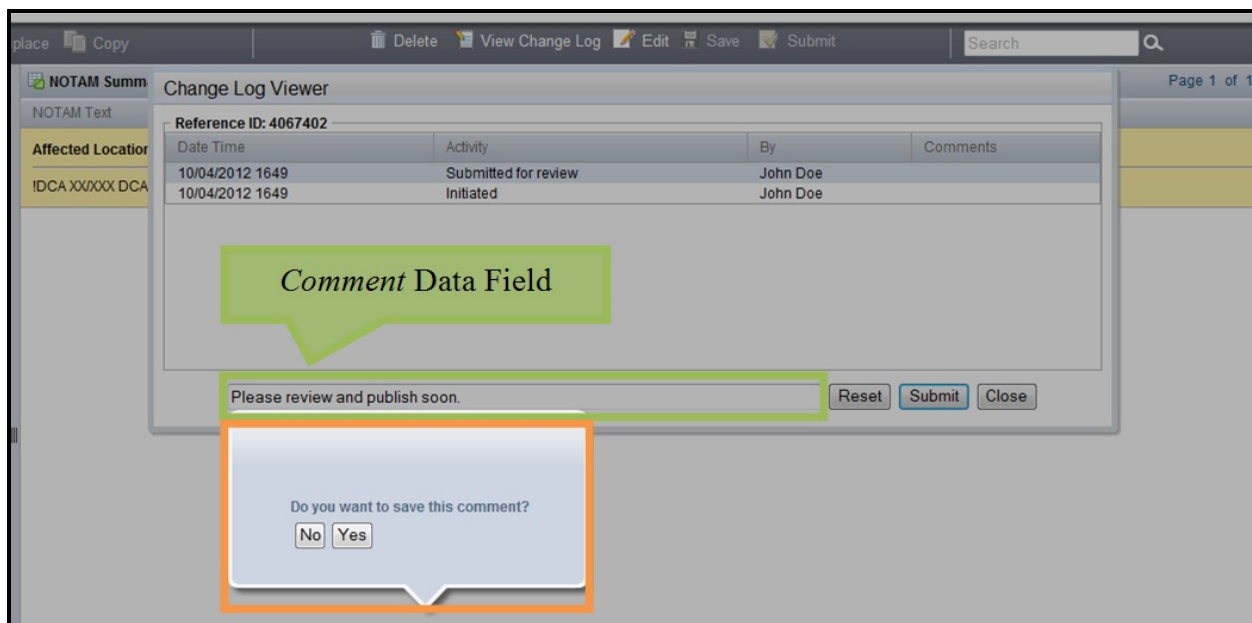 place Copy Delete View Change Log Edit Save Submit Search
NOTAM Summ Page 1 of 1
Change Log Viewer
NOTAM Text
Reference ID: 4067402
Date Time Activity By Comments
Affected Location
10/04/2012 1649 Submitted for review John Doe
!DCA XX/XXX DCA
10/04/2012 1649 Initiated John Doe
Comment Data Field
Please review and publish soon. Reset Submit Close
Do you want to save this comment?
No Yes